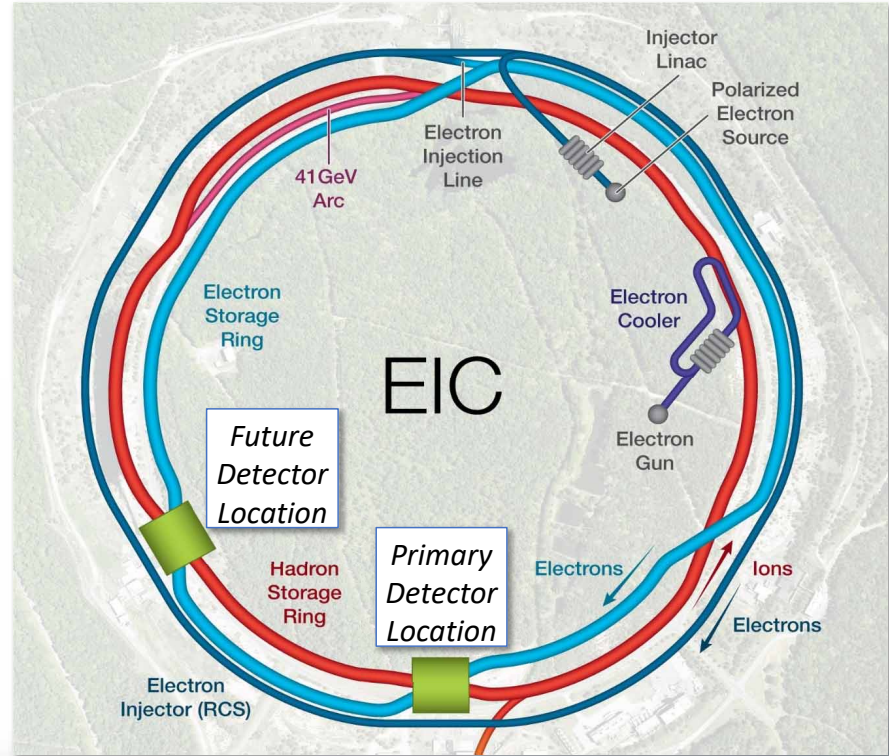 Injector
Linac
Polarized
Electron
Source
Electron
Injection
Line
41GeV
Arc
Electron
Storage
Ring
Electron
Cooler
EIC
Future
Detector
Location
Electron
Gun
Primary
Detector
Location
Hadron
Storage
Ring
Electrons
Ions
Electrons
Electron
Injector (RCS)